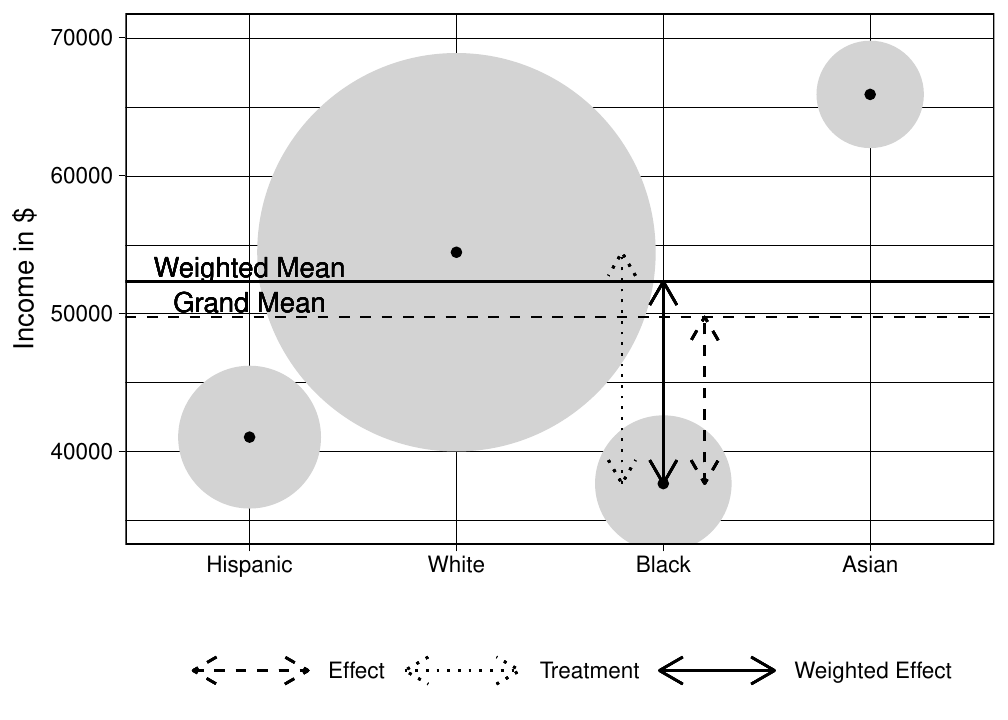 Income in $
70000
60000
50000
40000
Weighted Mean
Grand Mean
Hispanic White Black Asian
Effect Treatment Weighted Effect